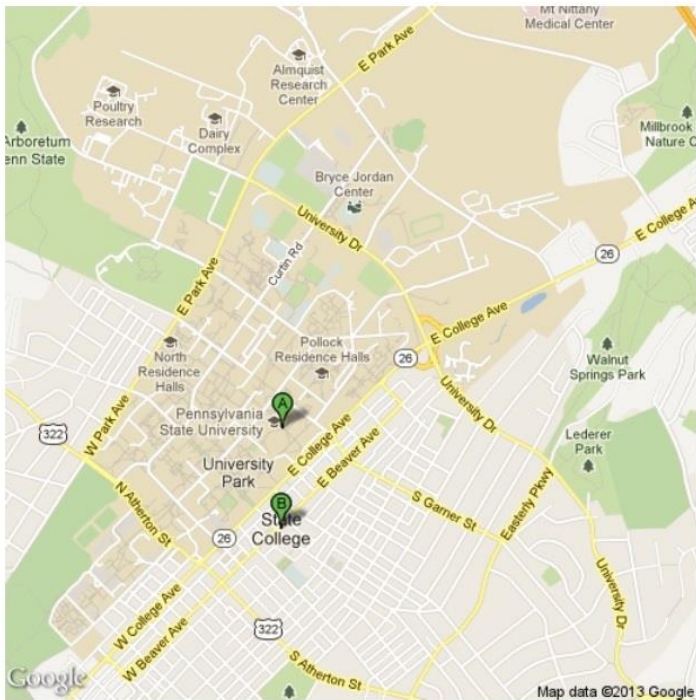 Mt Nittany
Medical Center
E Park Ave
Almquist
Research
Center
Poultry
Research
Dairy
Complex
Arboretum
enn State
Millbrook
Nature C
Bryce Jordan
Center
E College A
University Dr
26
Curtin Rd
E Park Ave
E College Ave
North
Residence
Halls
Pollock
Residence Halls
26
Walnut
Springs Park
University Dr
W Park Ave
322
A
Pennsylvania
State University
E College Ave
E Beaver Ave
Lederer
Park
University
Park
N Atherton St
S Garner St
Easterly Pkwy
B
State
College
26
University Dr
W College Ave
W Beaver Ave
322
S Atherton St
Google
Map data ©2013 Google